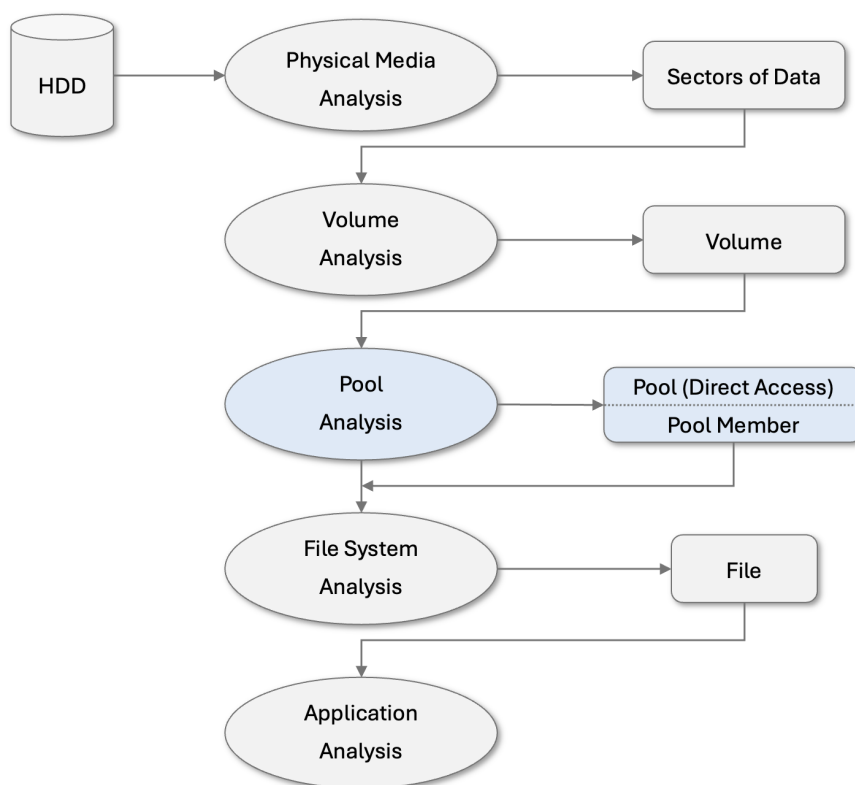 HDD
Physical Media
Analysis
Sectors of Data
Volume
Analysis
Volume
Pool
Analysis
Pool (Direct Access)
Pool Member
File System
Analysis
File
Application
Analysis